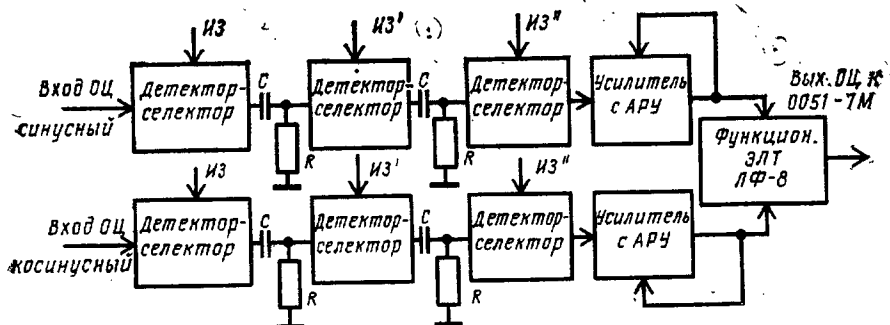 ИЗ
ИЗ'
ИЗ"
Вход ОЦ
синусный
Детектор-
селектор
C
R
Детектор-
селектор
C
R
Детектор-
селектор
Усилитель
с АРУ
Вых. ОЦ, К
0051-7М
Функцион.
ЭЛТ
ЛФ-8
ИЗ
ИЗ'
ИЗ"
Вход ОЦ
косинусный
Детектор-
селектор
C
R
Детектор-
селектор
C
R
Детектор-
селектор
Усилитель
с АРУ